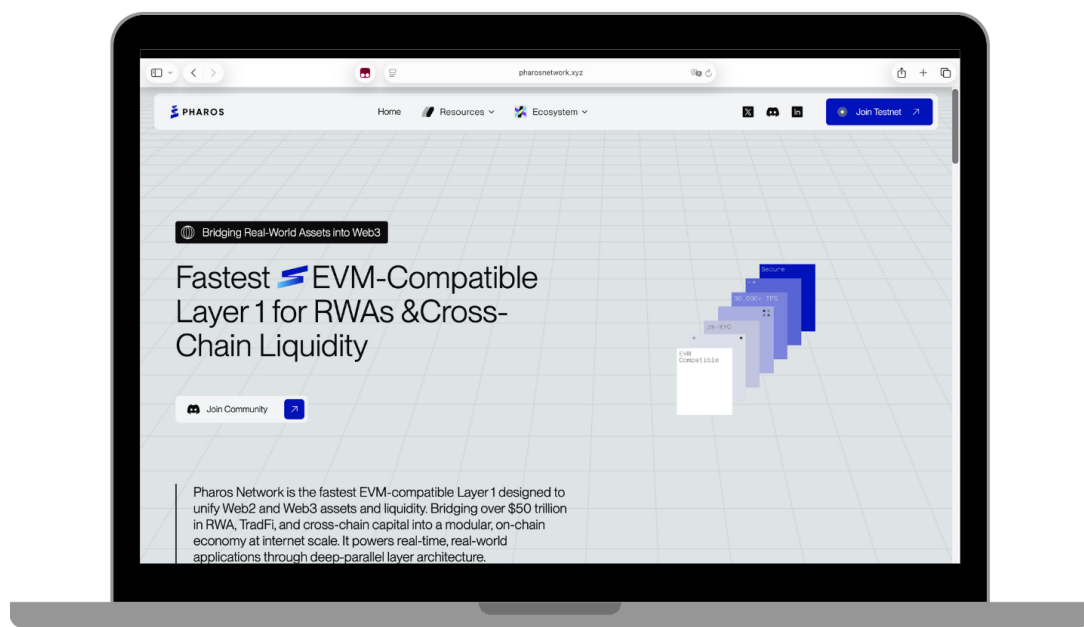 pharosnetwork.xyz
PHAROS
Home
Resources
Ecosystem
Join Testnet
Bridging Real-World Assets into Web3
Fastest EVM-Compatible
Layer 1 for RWAs &Cross-
Chain Liquidity
Secure
30,000+ TPS
ZK-KYC
EVM
Compatible
Join Community
Pharos Network is the fastest EVM-compatible Layer 1 designed to
unify Web2 and Web3 assets and liquidity. Bridging over $50 trillion
in RWA, TradFi, and cross-chain capital into a modular, on-chain
economy at internet scale. It powers real-time, real-world
applications through deep-parallel layer architecture.